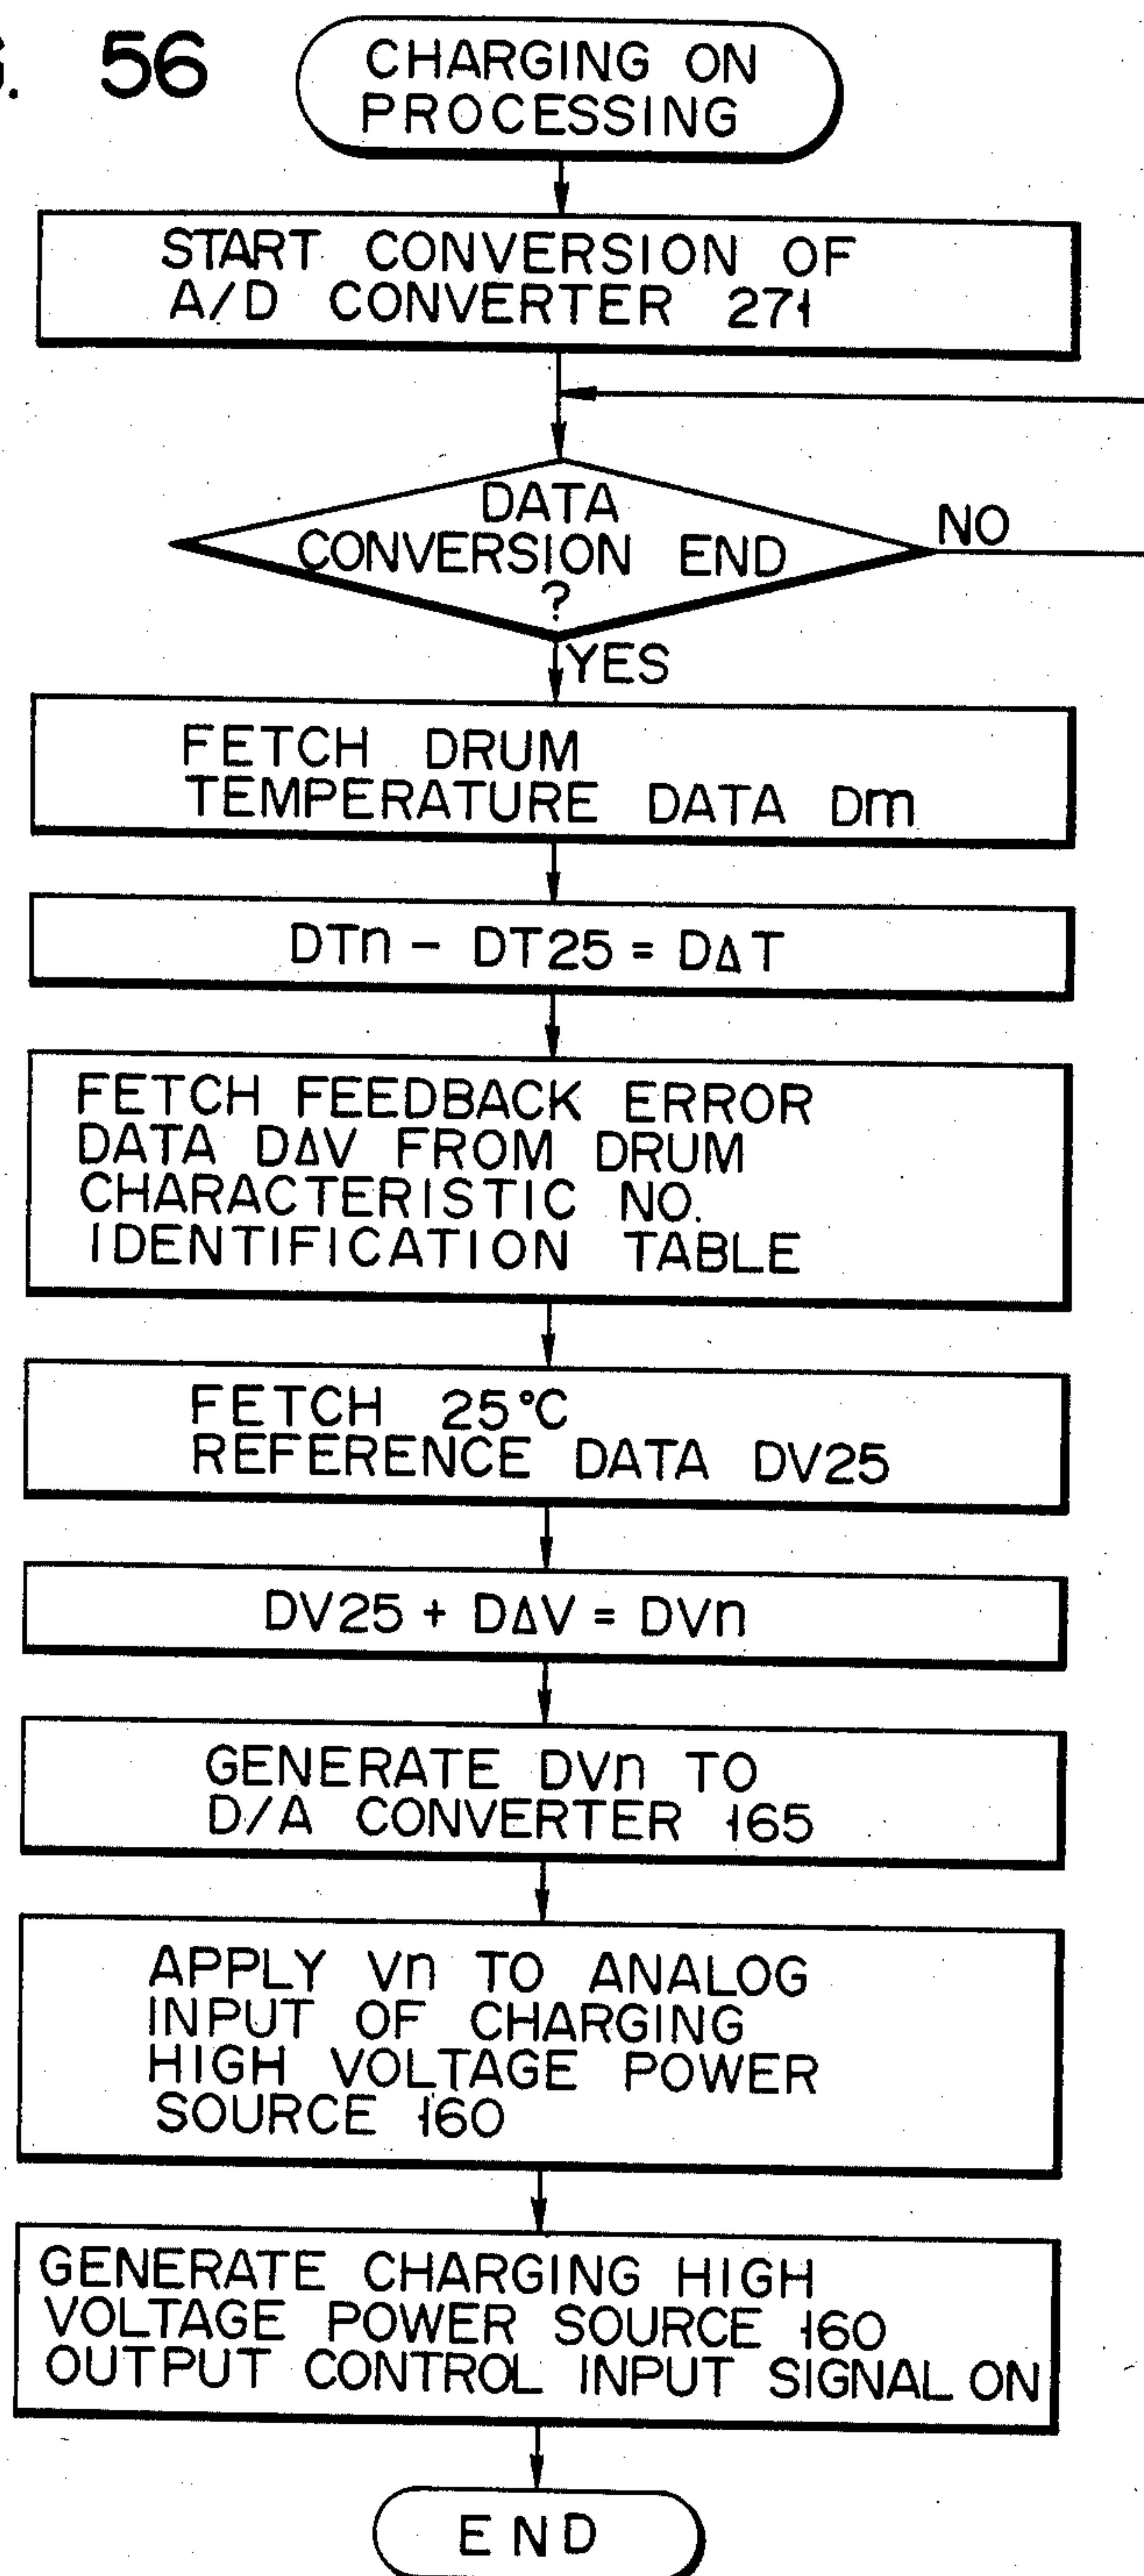 G. 56
CHARGING ON
PROCESSING
START CONVERSION OF
A/D CONVERTER 271
DATA
CONVERSION END
?
NO
YES
FETCH DRUM
TEMPERATURE DATA Dm
DTn - DT25 = DΔT
FETCH FEEDBACK ERROR
DATA DΔV FROM DRUM
CHARACTERISTIC NO.
IDENTIFICATION TABLE
FETCH 25°C
REFERENCE DATA DV25
DV25 + DΔV = DVn
GENERATE DVn TO
D/A CONVERTER 165
APPLY Vn TO ANALOG
INPUT OF CHARGING
HIGH VOLTAGE POWER
SOURCE 160
GENERATE CHARGING HIGH
VOLTAGE POWER SOURCE 160
OUTPUT CONTROL INPUT SIGNAL ON
END